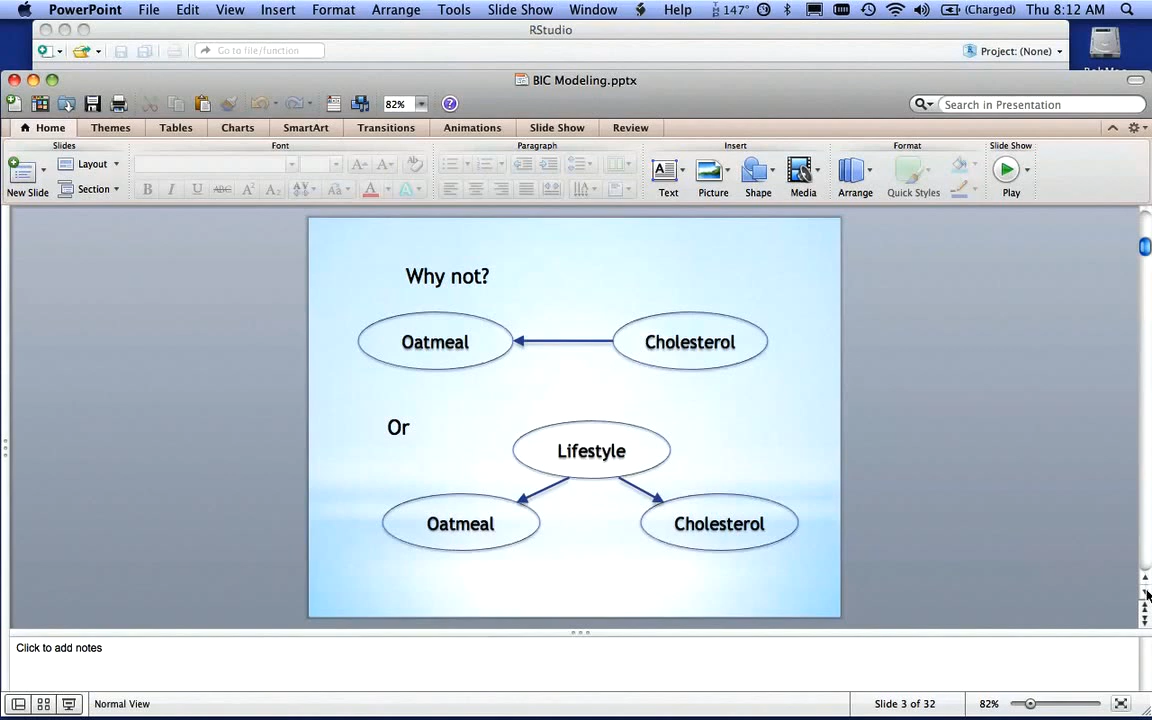 PowerPoint File Edit View Insert Format Arrange Tools Slide Show Window Help 147° (Charged) Thu 8:12 AM
RStudio
Go to file/function Project: (None)
BIC Modeling.pptx
82% Search in Presentation
Home Themes Tables Charts SmartArt Transitions Animations Slide Show Review
Slides Font Paragraph Insert Format Slide Show
New Slide Layout Section B I U ABC A² A₂ Text Picture Shape Media Arrange Quick Styles Play
Why not?
Oatmeal Cholesterol
Or
Lifestyle
Oatmeal Cholesterol
Click to add notes
Normal View Slide 3 of 32 82%